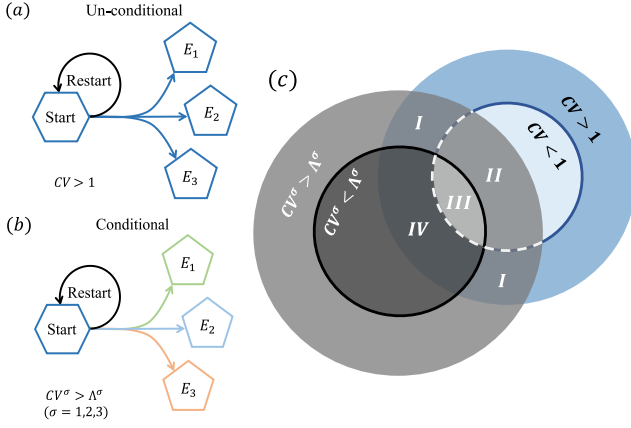 (a)
Un-conditional
Restart
Start
E₁
E₂
E₃
CV > 1
(b)
Conditional
Restart
Start
E₁
E₂
E₃
CV^σ > Λ^σ
(σ = 1,2,3)
(c)
CV^σ > Λ^σ
CV^σ < Λ^σ
CV > 1
CV < 1
I
II
III
IV
I